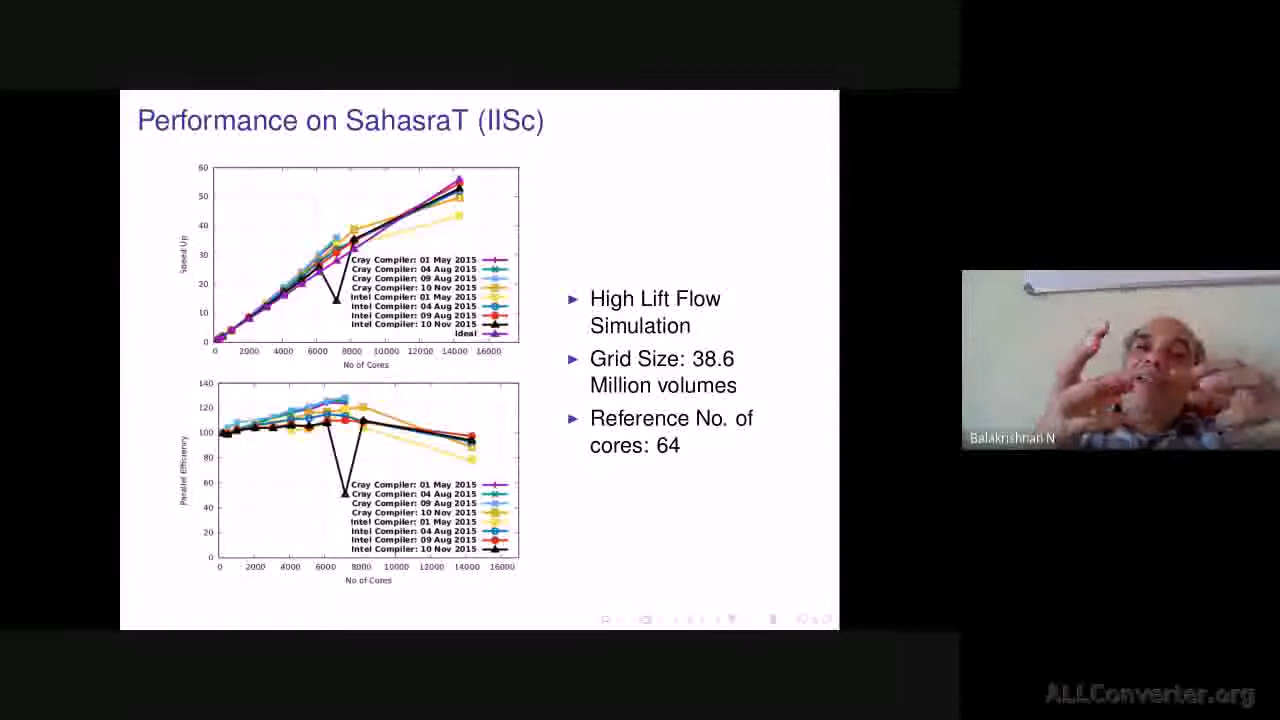 Performance on SahasraT (IISc)
60
50
40
30
20
10
0
Speed Up
Cray Compiler: 01 May 2015
Cray Compiler: 04 Aug 2015
Cray Compiler: 09 Aug 2015
Cray Compiler: 10 Nov 2015
Intel Compiler: 01 May 2015
Intel Compiler: 04 Aug 2015
Intel Compiler: 09 Aug 2015
Intel Compiler: 10 Nov 2015
Ideal
0 2000 4000 6000 8000 10000 12000 14000 16000
No of Cores
140
120
100
80
60
40
20
0
Parallel Efficiency
Cray Compiler: 01 May 2015
Cray Compiler: 04 Aug 2015
Cray Compiler: 09 Aug 2015
Cray Compiler: 10 Nov 2015
Intel Compiler: 01 May 2015
Intel Compiler: 04 Aug 2015
Intel Compiler: 09 Aug 2015
Intel Compiler: 10 Nov 2015
0 2000 4000 6000 8000 10000 12000 14000 16000
No of Cores
High Lift Flow
Simulation
Grid Size: 38.6
Million volumes
Reference No. of
cores: 64
Balakrishnan N
ALLConverter.org